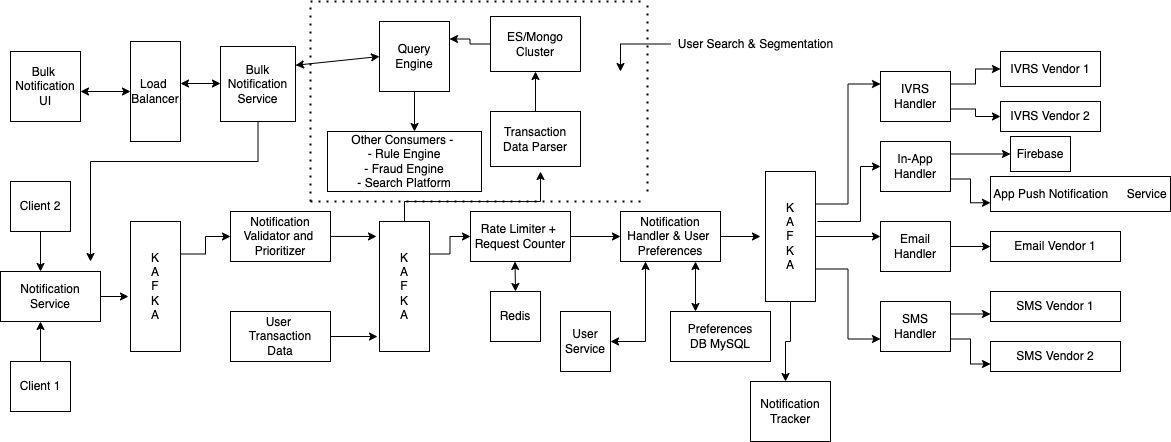 Bulk
Notification
UI
Load
Balancer
Bulk
Notification
Service
Query
Engine
ES/Mongo
Cluster
User Search & Segmentation
Other Consumers -
- Rule Engine
- Fraud Engine
- Search Platform
Transaction
Data Parser
IVRS
Handler
IVRS Vendor 1
IVRS Vendor 2
In-App
Handler
Firebase
App Push Notification Service
Client 2
Notification
Service
Client 1
K
A
F
K
A
Notification
Validator and
Prioritizer
User
Transaction
Data
K
A
F
K
A
Rate Limiter +
Request Counter
Redis
Notification
Handler & User
Preferences
User
Service
Preferences
DB MySQL
K
A
F
K
A
Notification
Tracker
Email
Handler
Email Vendor 1
SMS
Handler
SMS Vendor 1
SMS Vendor 2